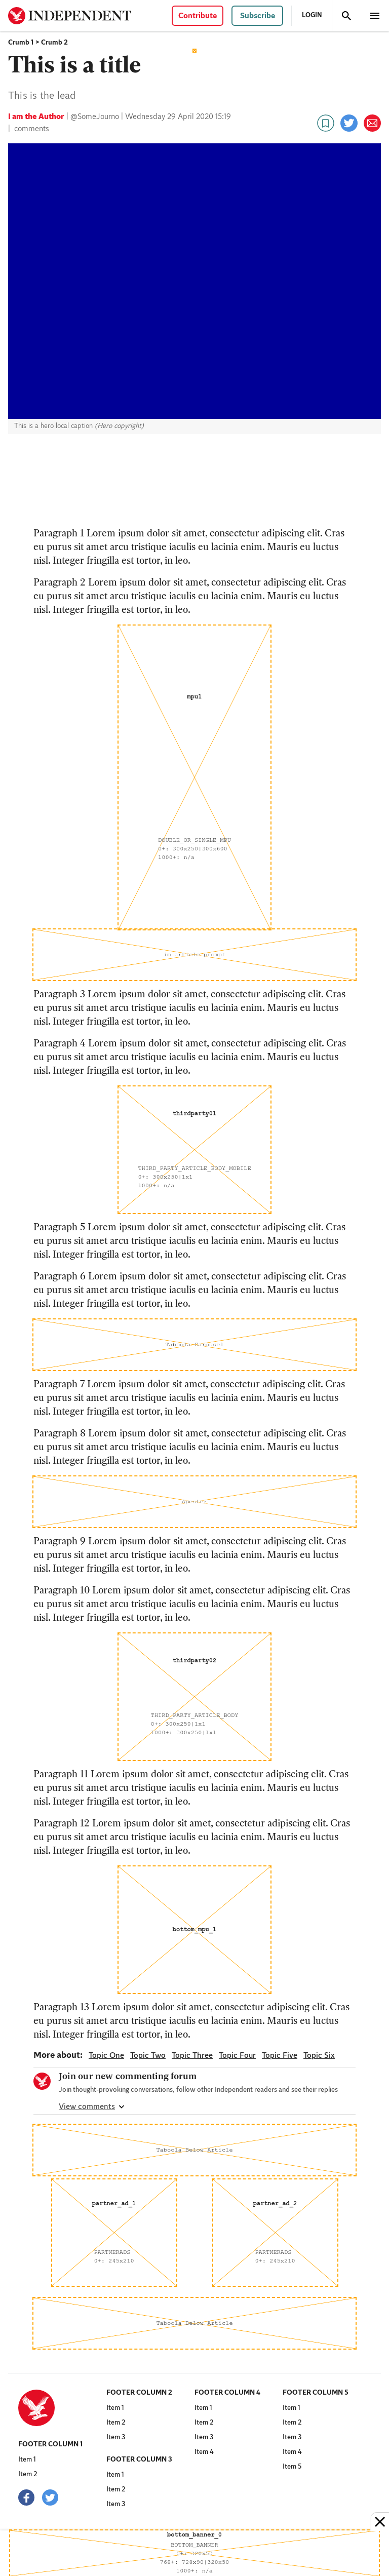 INDEPENDENT
Contribute
Subscribe
LOGIN
Crumb 1 > Crumb 2
This is a title
This is the lead
I am the Author | @SomeJourno | Wednesday 29 April 2020 15:19
| comments
This is a hero local caption (Hero copyright)
Paragraph 1 Lorem ipsum dolor sit amet, consectetur adipiscing elit. Cras
eu purus sit amet arcu tristique iaculis eu lacinia enim. Mauris eu luctus
nisl. Integer fringilla est tortor, in leo.
Paragraph 2 Lorem ipsum dolor sit amet, consectetur adipiscing elit. Cras
eu purus sit amet arcu tristique iaculis eu lacinia enim. Mauris eu luctus
nisl. Integer fringilla est tortor, in leo.
mpu1
DOUBLE_OR_SINGLE_MPU
0+: 300x250|300x600
1000+: n/a
im article prompt
Paragraph 3 Lorem ipsum dolor sit amet, consectetur adipiscing elit. Cras
eu purus sit amet arcu tristique iaculis eu lacinia enim. Mauris eu luctus
nisl. Integer fringilla est tortor, in leo.
Paragraph 4 Lorem ipsum dolor sit amet, consectetur adipiscing elit. Cras
eu purus sit amet arcu tristique iaculis eu lacinia enim. Mauris eu luctus
nisl. Integer fringilla est tortor, in leo.
thirdparty01
THIRD_PARTY_ARTICLE_BODY_MOBILE
0+: 300x250|1x1
1000+: n/a
Paragraph 5 Lorem ipsum dolor sit amet, consectetur adipiscing elit. Cras
eu purus sit amet arcu tristique iaculis eu lacinia enim. Mauris eu luctus
nisl. Integer fringilla est tortor, in leo.
Paragraph 6 Lorem ipsum dolor sit amet, consectetur adipiscing elit. Cras
eu purus sit amet arcu tristique iaculis eu lacinia enim. Mauris eu luctus
nisl. Integer fringilla est tortor, in leo.
Taboola Carousel
Paragraph 7 Lorem ipsum dolor sit amet, consectetur adipiscing elit. Cras
eu purus sit amet arcu tristique iaculis eu lacinia enim. Mauris eu luctus
nisl. Integer fringilla est tortor, in leo.
Paragraph 8 Lorem ipsum dolor sit amet, consectetur adipiscing elit. Cras
eu purus sit amet arcu tristique iaculis eu lacinia enim. Mauris eu luctus
nisl. Integer fringilla est tortor, in leo.
Apester
Paragraph 9 Lorem ipsum dolor sit amet, consectetur adipiscing elit. Cras
eu purus sit amet arcu tristique iaculis eu lacinia enim. Mauris eu luctus
nisl. Integer fringilla est tortor, in leo.
Paragraph 10 Lorem ipsum dolor sit amet, consectetur adipiscing elit. Cras
eu purus sit amet arcu tristique iaculis eu lacinia enim. Mauris eu luctus
nisl. Integer fringilla est tortor, in leo.
thirdparty02
THIRD_PARTY_ARTICLE_BODY
0+: 300x250|1x1
1000+: 300x250|1x1
Paragraph 11 Lorem ipsum dolor sit amet, consectetur adipiscing elit. Cras
eu purus sit amet arcu tristique iaculis eu lacinia enim. Mauris eu luctus
nisl. Integer fringilla est tortor, in leo.
Paragraph 12 Lorem ipsum dolor sit amet, consectetur adipiscing elit. Cras
eu purus sit amet arcu tristique iaculis eu lacinia enim. Mauris eu luctus
nisl. Integer fringilla est tortor, in leo.
bottom_mpu_1
Paragraph 13 Lorem ipsum dolor sit amet, consectetur adipiscing elit. Cras
eu purus sit amet arcu tristique iaculis eu lacinia enim. Mauris eu luctus
nisl. Integer fringilla est tortor, in leo.
More about: Topic One Topic Two Topic Three Topic Four Topic Five Topic Six
Join our new commenting forum
Join thought-provoking conversations, follow other Independent readers and see their replies
View comments
Taboola Below Article
partner_ad_1
PARTNERADS
0+: 245x210
partner_ad_2
PARTNERADS
0+: 245x210
Taboola Below Article
FOOTER COLUMN 1
Item 1
Item 2
FOOTER COLUMN 2
Item 1
Item 2
Item 3
FOOTER COLUMN 3
Item 1
Item 2
Item 3
FOOTER COLUMN 4
Item 1
Item 2
Item 3
Item 4
FOOTER COLUMN 5
Item 1
Item 2
Item 3
Item 4
Item 5
bottom_banner_0
BOTTOM_BANNER
0+: 320x50
768+: 728x90|320x50
1000+: n/a